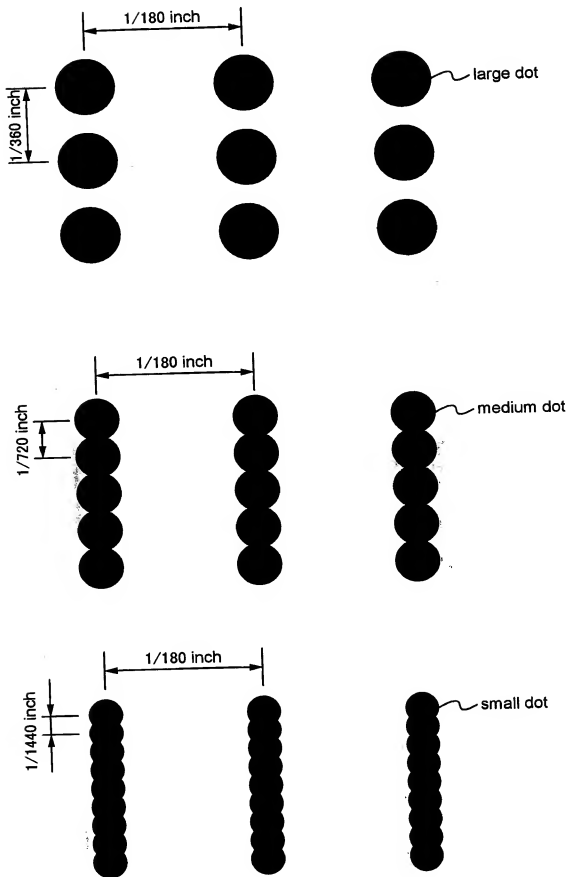 1/180 inch
large dot
1/360 inch
1/180 inch
medium dot
1/720 inch
1/180 inch
small dot
1/1440 inch